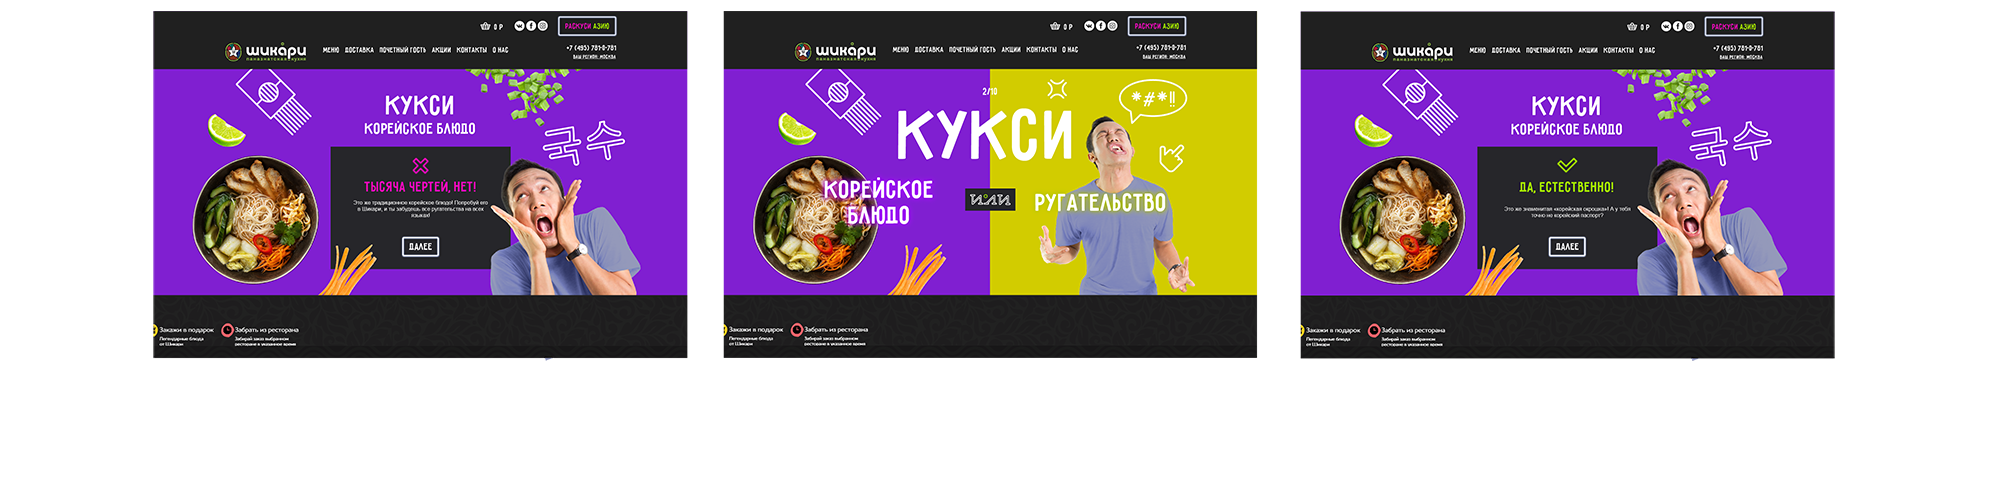 0 Р
РАСКУСИ АЗИЮ
ШИКАРИ
паназиатская кухня
МЕНЮ ДОСТАВКА ПОЧЕТНЫЙ ГОСТЬ АКЦИИ КОНТАКТЫ О НАС
+7 (495) 781-0-781
ВАШ РЕГИОН: МОСКВА
КУКСИ
КОРЕЙСКОЕ БЛЮДО
국수
ТЫСЯЧА ЧЕРТЕЙ, НЕТ!
Это же традиционное корейское блюдо! Попробуй его
в Шикари, и ты забудешь все ругательства на всех
языках!
ДАЛЕЕ
Закажи в подарок
Легендарные блюда
от Шикари
Забрать из ресторана
Забирай заказ выбранном
ресторане в указанное время
0 Р
РАСКУСИ АЗИЮ
ШИКАРИ
паназиатская кухня
МЕНЮ ДОСТАВКА ПОЧЕТНЫЙ ГОСТЬ АКЦИИ КОНТАКТЫ О НАС
+7 (495) 781-0-781
ВАШ РЕГИОН: МОСКВА
2/10
*#*!!
КУКСИ
КОРЕЙСКОЕ
БЛЮДО
ИЛИ
РУГАТЕЛЬСТВО
Закажи в подарок
Легендарные блюда
от Шикари
Забрать из ресторана
Забирай заказ выбранном
ресторане в указанное время
0 Р
РАСКУСИ АЗИЮ
ШИКАРИ
паназиатская кухня
МЕНЮ ДОСТАВКА ПОЧЕТНЫЙ ГОСТЬ АКЦИИ КОНТАКТЫ О НАС
+7 (495) 781-0-781
ВАШ РЕГИОН: МОСКВА
КУКСИ
КОРЕЙСКОЕ БЛЮДО
국수
ДА, ЕСТЕСТВЕННО!
Это же знаменитая «корейская окрошка»! А у тебя
точно не корейский паспорт?
ДАЛЕЕ
Закажи в подарок
Легендарные блюда
от Шикари
Забрать из ресторана
Забирай заказ выбранном
ресторане в указанное время